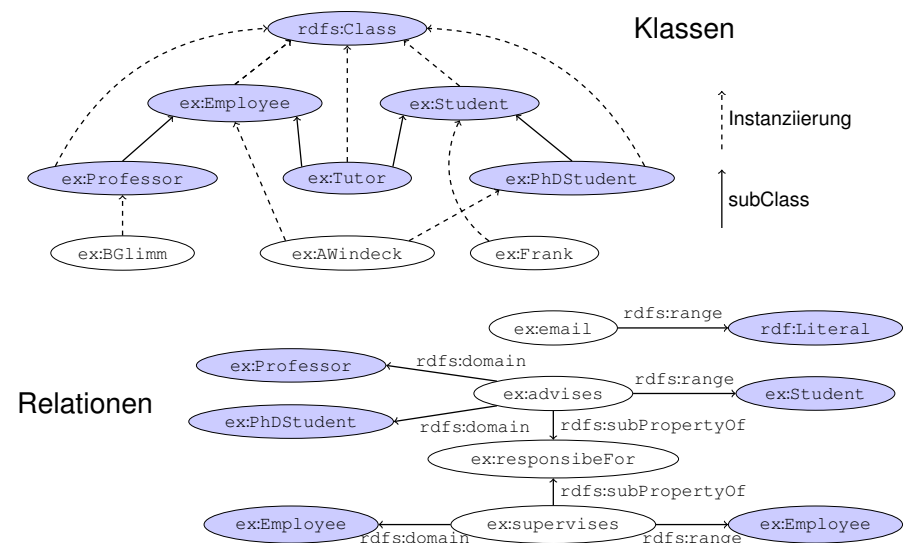 rdfs:Class
Klassen
ex:Employee
ex:Student
Instanziierung
ex:Professor
ex:Tutor
ex:PhDStudent
subClass
ex:BGlimm
ex:AWindeck
ex:Frank
rdfs:range
ex:email
rdf:Literal
ex:Professor
rdfs:domain
rdfs:range
Relationen
ex:advises
ex:Student
ex:PhDStudent
rdfs:domain
rdfs:subPropertyOf
ex:responsibeFor
rdfs:subPropertyOf
ex:Employee
ex:supervises
ex:Employee
rdfs:domain
rdfs:range